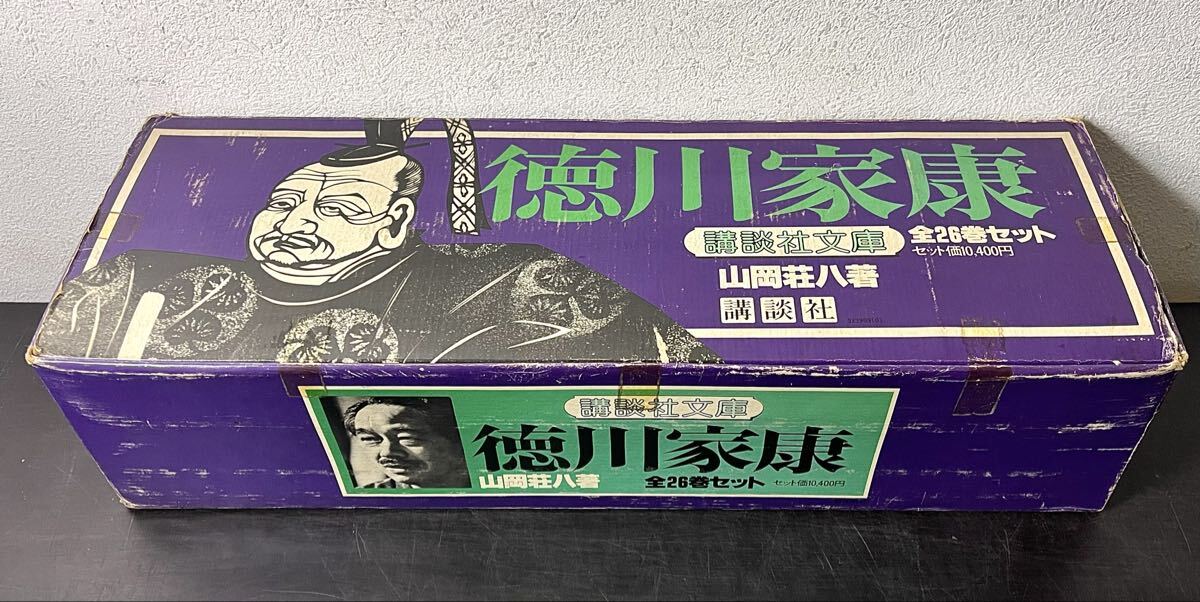 徳川家康
講談社文庫
全26巻セット
セット価10,400円
山岡荘八著
講談社
講談社文庫
徳川家康
山岡荘八著
全26巻セット
セット価10,400円